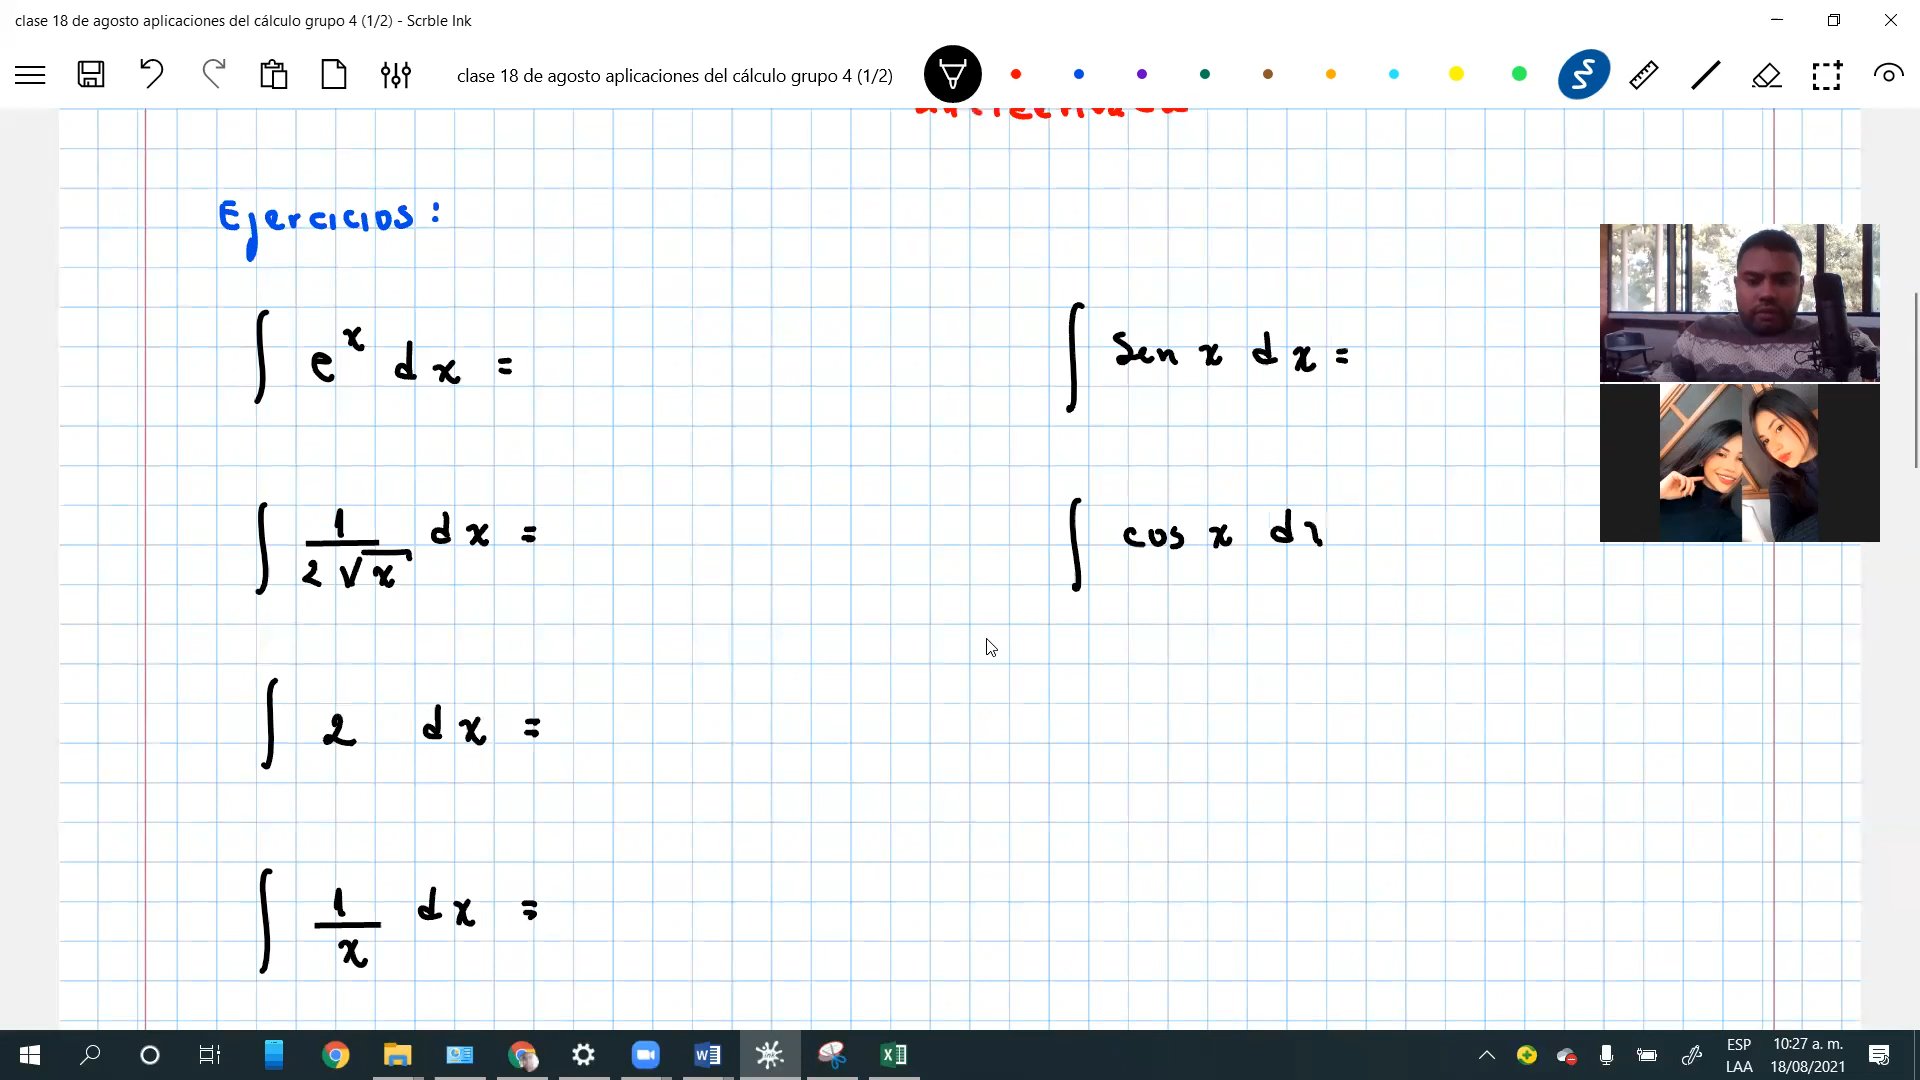 clase 18 de agosto aplicaciones del cálculo grupo 4 (1/2) - Scrble Ink
clase 18 de agosto aplicaciones del cálculo grupo 4 (1/2)
Ejercicios:
∫ e^x dx =
∫ Sen x dx =
∫ 1/(2√x) dx =
∫ cos x dx
∫ 2 dx =
∫ 1/x dx =
ESP
LAA
10:27 a. m.
18/08/2021